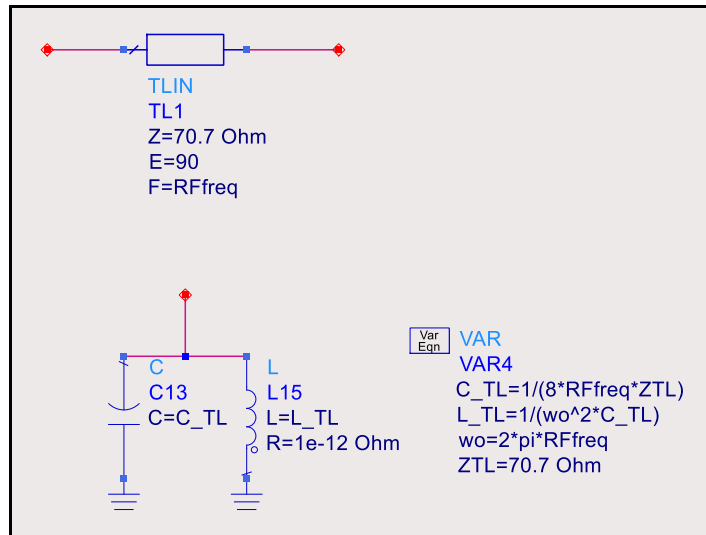 TLIN
TL1
Z=70.7 Ohm
E=90
F=RFfreq
C
C13
C=C_TL
L
L15
L=L_TL
R=1e-12 Ohm
Var
Eqn
VAR
VAR4
C_TL=1/(8*RFfreq*ZTL)
L_TL=1/(wo^2*C_TL)
wo=2*pi*RFfreq
ZTL=70.7 Ohm